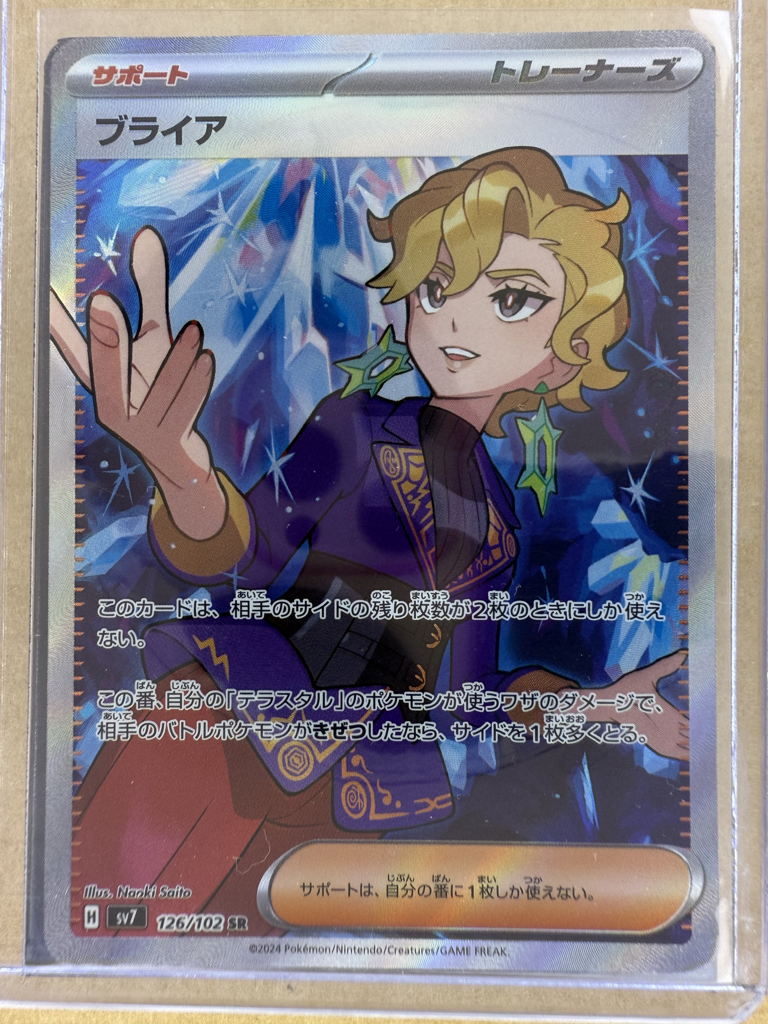 サポート トレーナーズ
ブライア
このカードは、相手のサイドの残り枚数が2枚のときにしか使え
ない。
この番、自分の「テラスタル」のポケモンが使うワザのダメージで、
相手のバトルポケモンがきぜつしたなら、サイドを1枚多くとる。
サポートは、自分の番に1枚しか使えない。
Illus. Naoki Saito
H sv7 126/102 SR
©2024 Pokémon/Nintendo/Creatures/GAME FREAK.